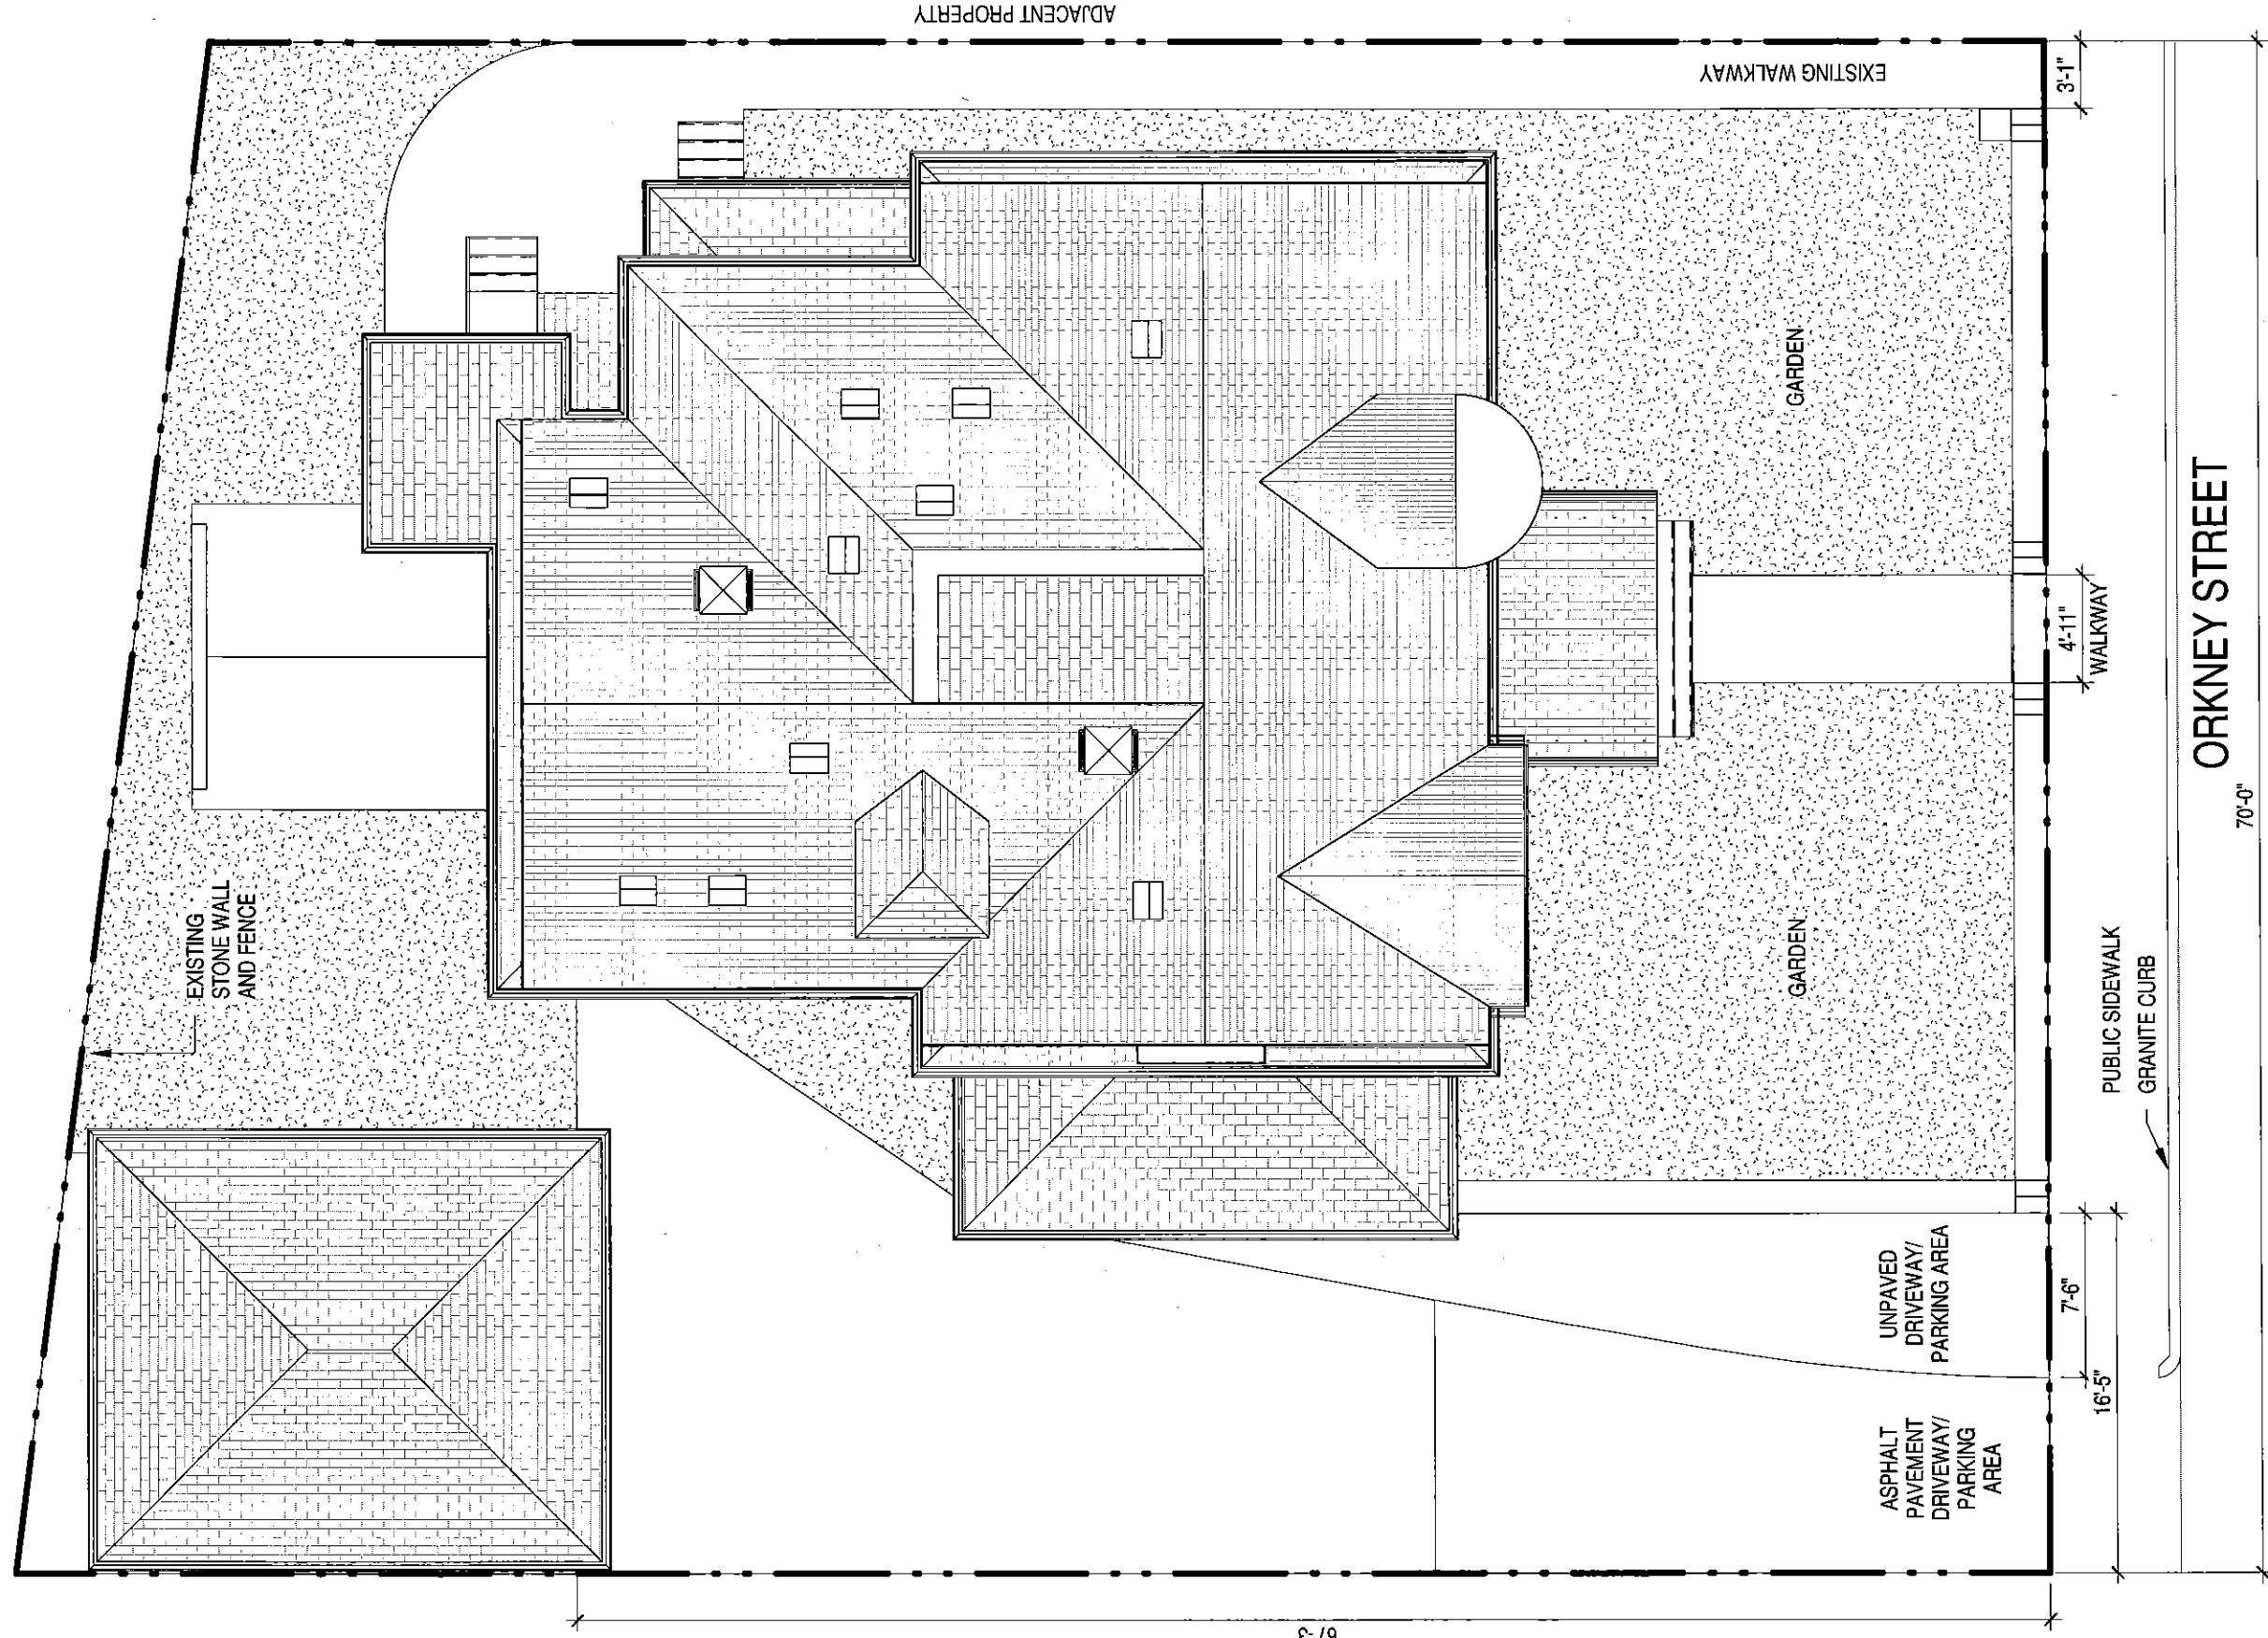 ADJACENT PROPERTY
EXISTING WALKWAY
3'-1"
GARDEN
4'-11"
WALKWAY
ORKNEY STREET
70'-0"
EXISTING
STONE WALL
AND FENCE
GARDEN
PUBLIC SIDEWALK
GRANITE CURB
UNPAVED
DRIVEWAY/
PARKING AREA
7'-6"
16'-5"
ASPHALT
PAVEMENT
DRIVEWAY/
PARKING
AREA